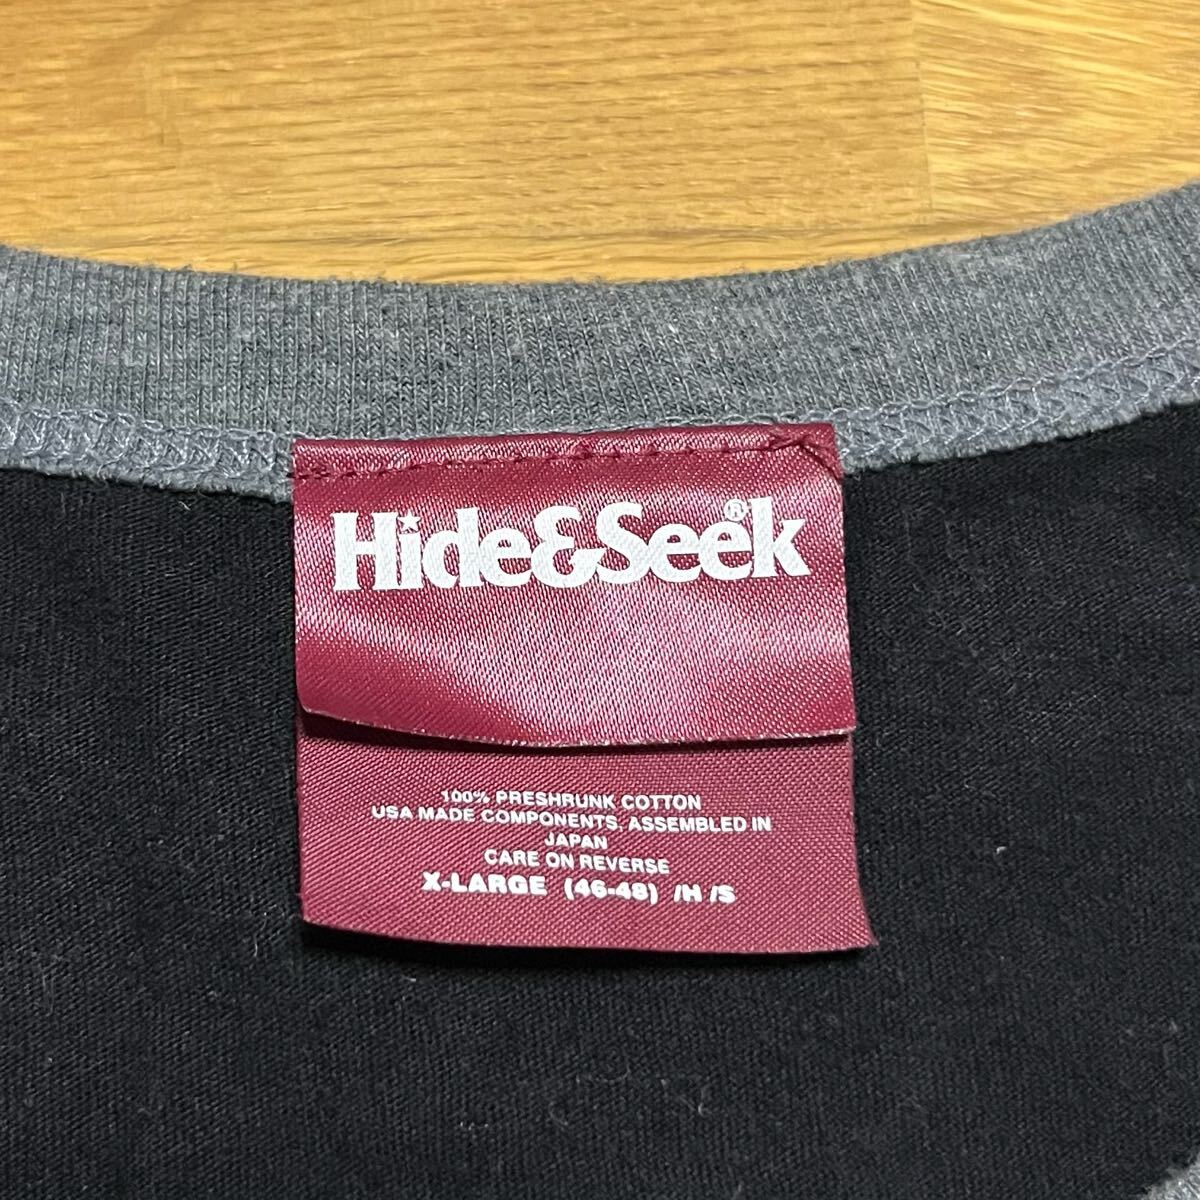 Hide&Seek®
100% PRESHRUNK COTTON
USA MADE COMPONENTS, ASSEMBLED IN
JAPAN
CARE ON REVERSE
X-LARGE (46-48) /H /S